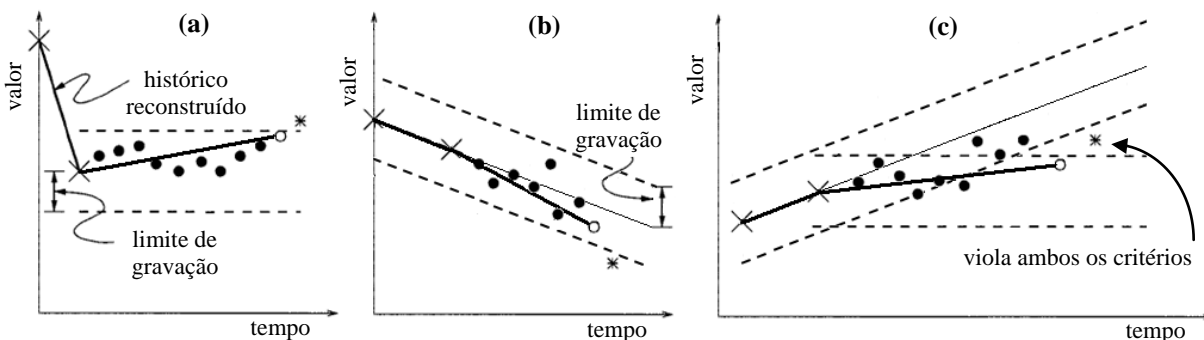 (a)
valor
histórico
reconstruído
limite de
gravação
tempo
(b)
valor
limite de
gravação
tempo
(c)
valor
viola ambos os critérios
tempo